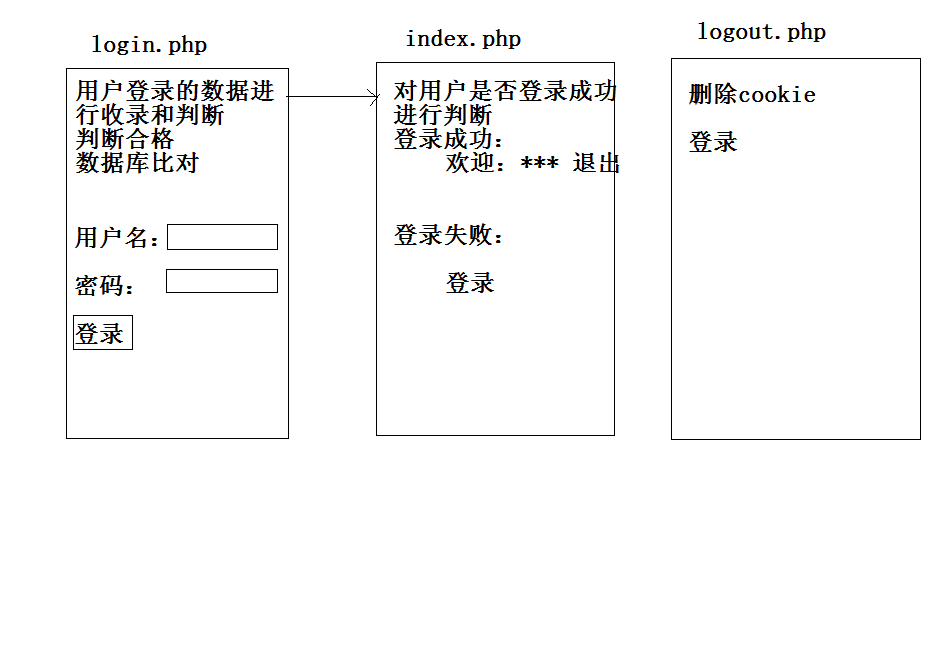 login.php
用户登录的数据进
行收录和判断
判断合格
数据库比对
用户名:
密码:
登录
index.php
对用户是否登录成功
进行判断
登录成功:
欢迎: *** 退出
登录失败:
登录
logout.php
删除cookie
登录